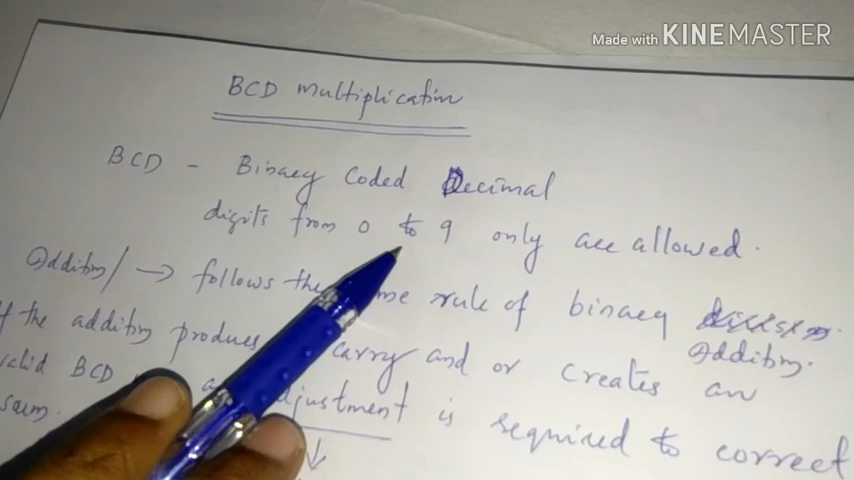 Made with KINEMASTER
BCD multiplication
BCD - Binary Coded Decimal
digits from 0 to 9 only are allowed.
Addition/ → follows the rule of binary
Addition.
If the addition produces carry and or creates an
valid BCD adjustment is required to correct
sum.